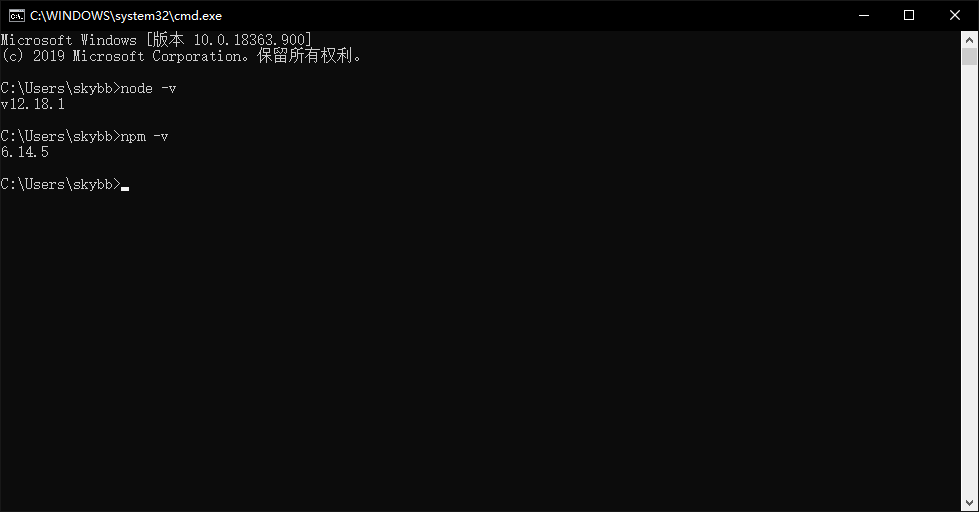 C:\WINDOWS\system32\cmd.exe
Microsoft Windows [版本 10.0.18363.900]
(c) 2019 Microsoft Corporation。保留所有权利。
C:\Users\skybb>node -v
v12.18.1
C:\Users\skybb>npm -v
6.14.5
C:\Users\skybb>